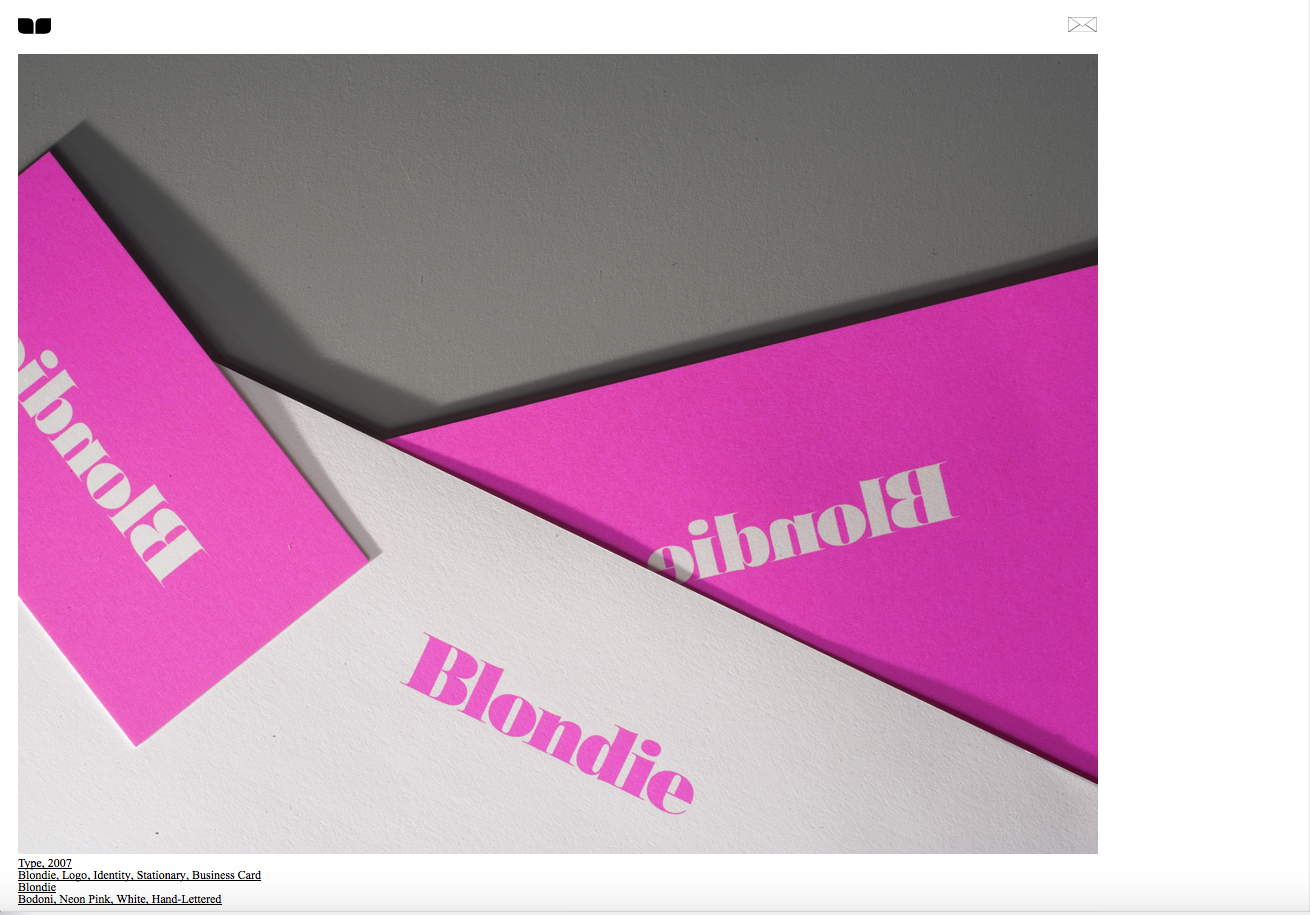 Blondie
Blondie
Blondie
Type, 2007
Blondie, Logo, Identity, Stationary, Business Card
Blondie
Bodoni, Neon Pink, White, Hand-Lettered